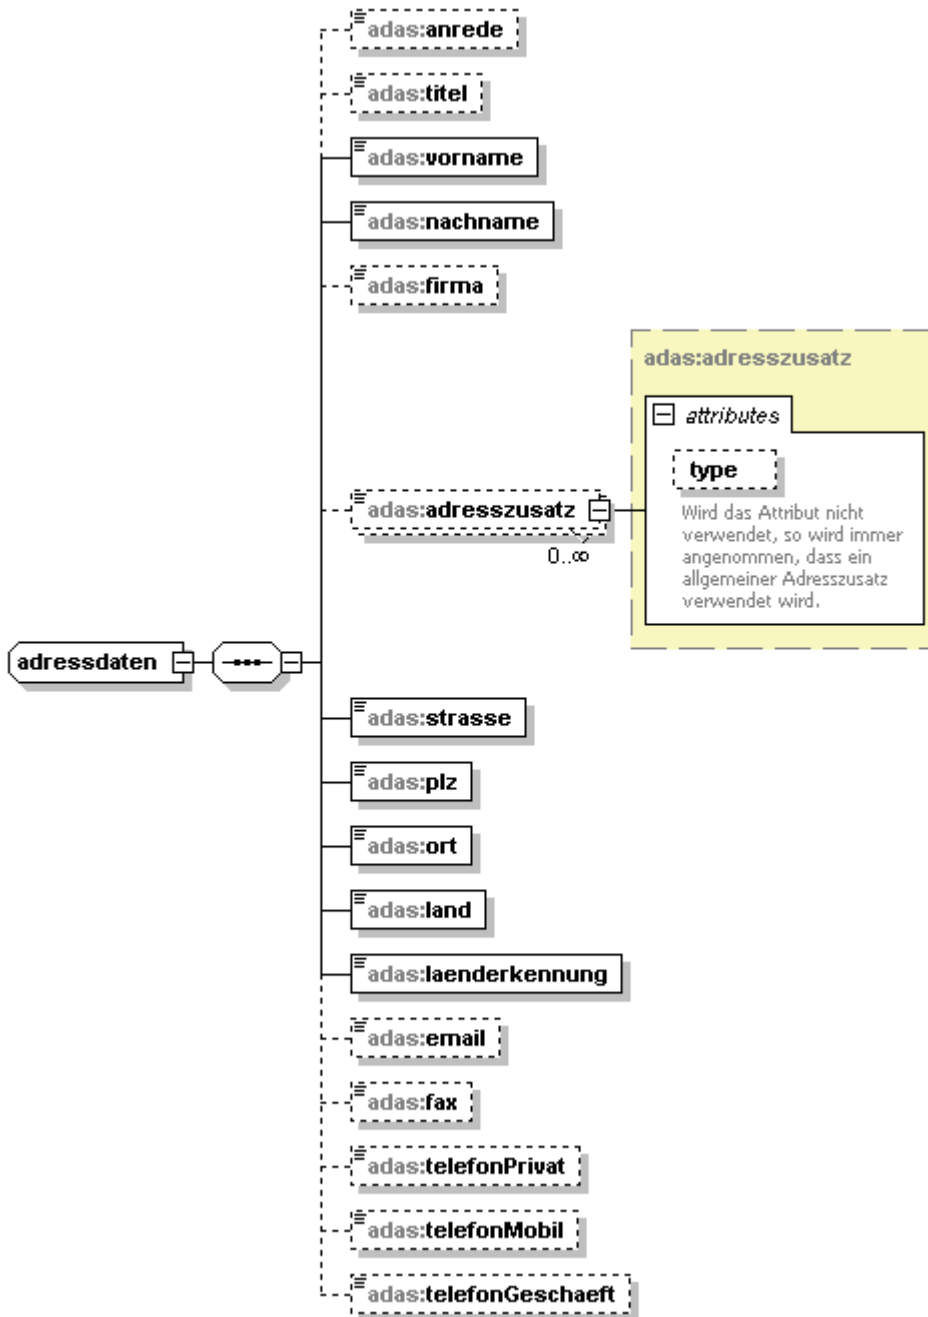 adas:anrede
adas:titel
adas:vorname
adas:nachname
adas:firma
adas:adresszusatz
attributes
type
Wird das Attribut nicht
verwendet, so wird immer
angenommen, dass ein
allgemeiner Adresszusatz
verwendet wird.
adas:adresszusatz
0..∞
adressdaten
adas:strasse
adas:plz
adas:ort
adas:land
adas:laenderkennung
adas:email
adas:fax
adas:telefonPrivat
adas:telefonMobil
adas:telefonGeschaeft